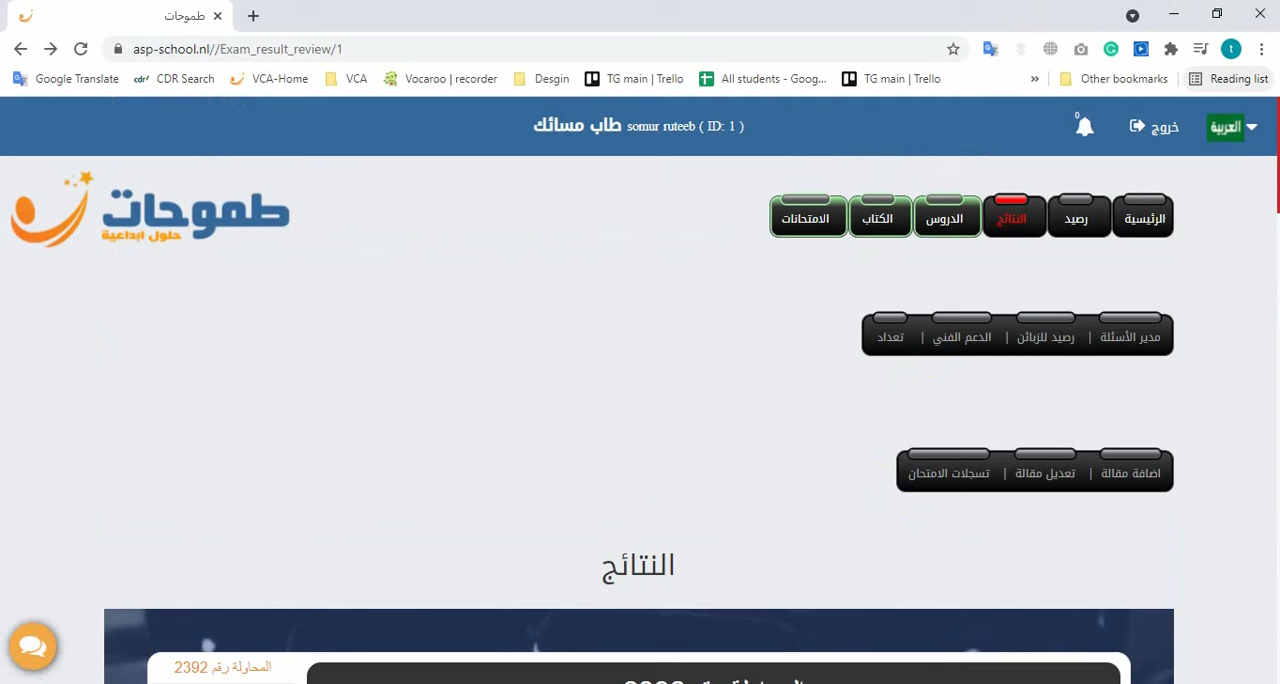 طموحات
asp-school.nl//Exam_result_review/1
t
Google Translate
cdr CDR Search
VCA-Home
VCA
Vocaroo | recorder
Desgin
TG main | Trello
All students - Goog...
TG main | Trello
»
Other bookmarks
Reading list
طاب مسائك somur ruteeb ( ID: 1 )
0
خروج
العربية
طموحات
حلول ابداعية
الرئيسية
رصيد
النتائج
الدروس
الكتاب
الامتحانات
مدير الأسئلة | رصيد للزبائن | الدعم الفني | تعداد
اضافة مقالة | تعديل مقالة | تسجلات الامتحان
النتائج
المحاولة رقم 2392